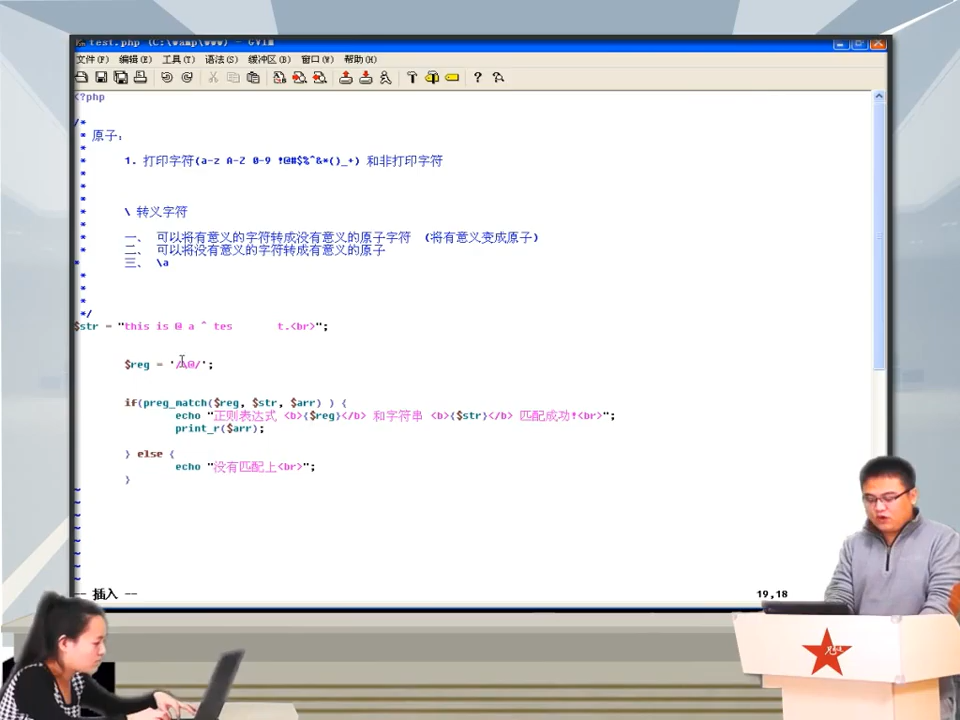 test.php (C:\wamp\www) - GVIM
文件(F) 编辑(E) 工具(T) 语法(S) 缓冲区(B) 窗口(W) 帮助(H)
<?php
/*
* 原子:
*
* 1. 打印字符(a-z A-Z 0-9 !@#$%^&*()_+) 和非打印字符
*
*
*
* \ 转义字符
*
* 一、 可以将有意义的字符转成没有意义的原子字符 (将有意义变成原子)
* 二、 可以将没有意义的字符转成有意义的原子
* 三、 \a
*
*
*
*/
$str = "this is @ a ^ tes t.<br>";
$reg = '/\@/';
if(preg_match($reg, $str, $arr) ) {
echo "正则表达式 <b>{$reg}</b> 和字符串 <b>{$str}</b> 匹配成功!<br>";
print_r($arr);
} else {
echo "没有匹配上<br>";
}
~
~
~
~
~
~
~
~
-- 插入 --
19,18